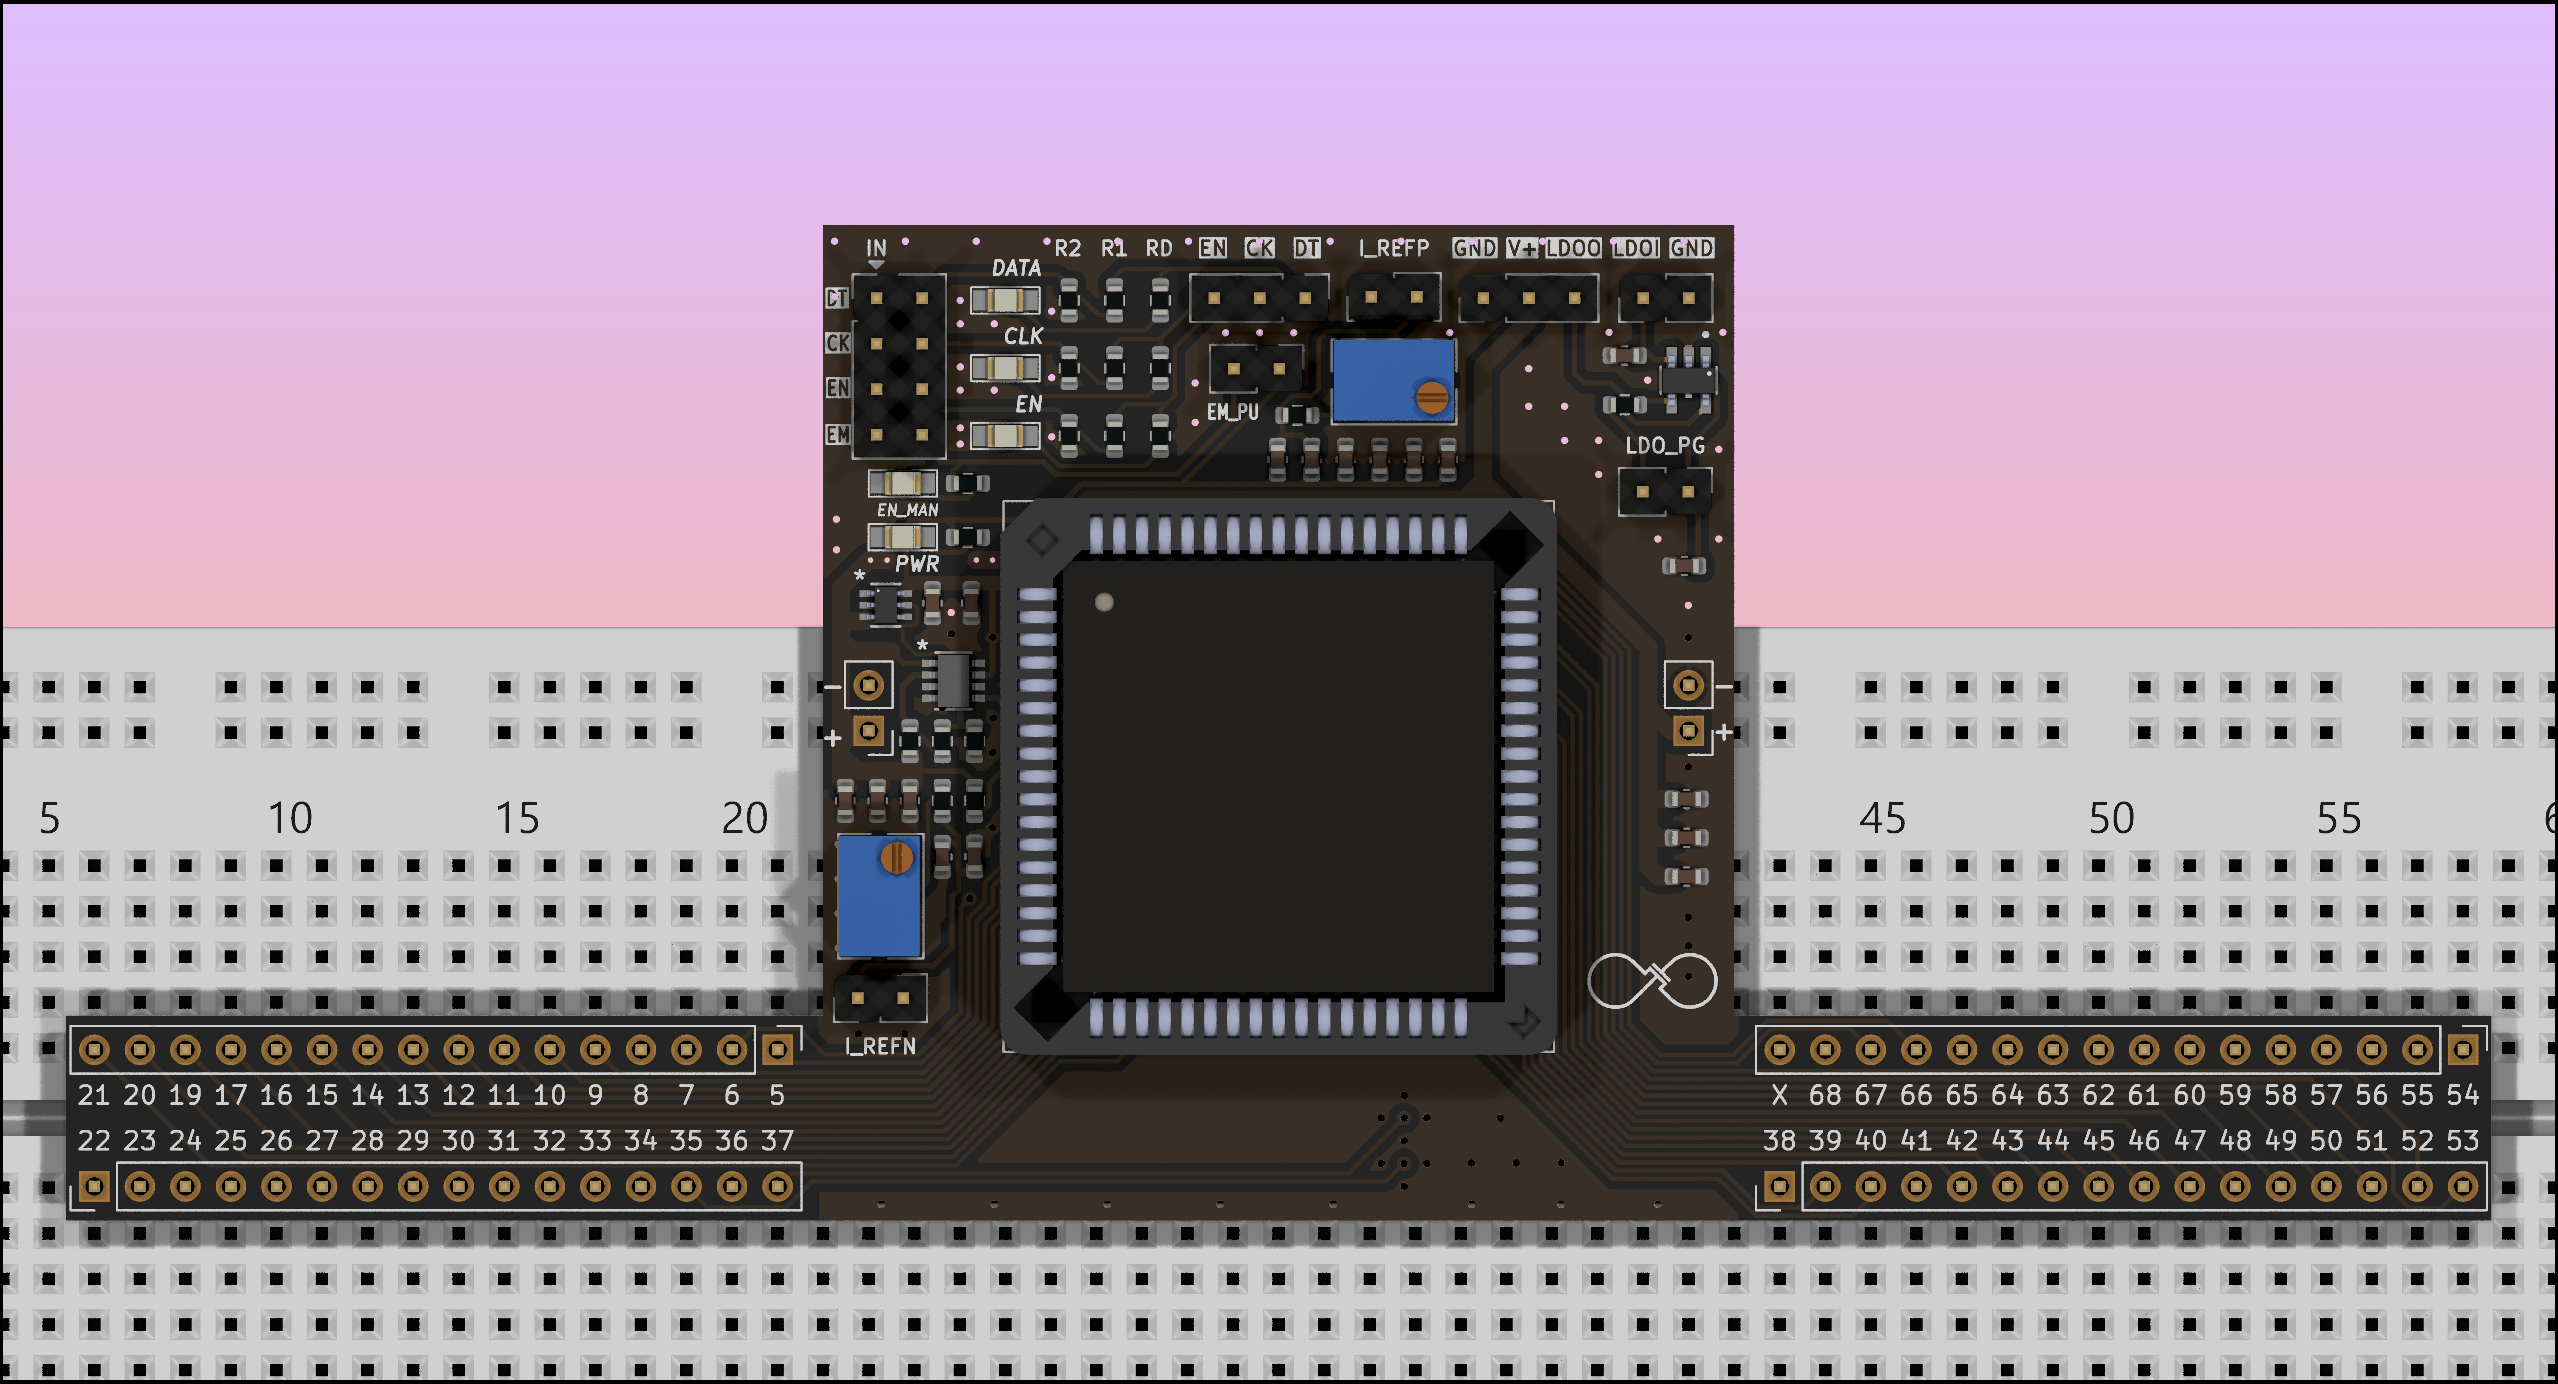 IN
R2 R1 RD
EN CK DT
I_REFP
GND V+ LDOO LDOI GND
DATA
DT
CLK
CK
EN
EN
EM_PU
EM
LDO_PG
EN_MAN
PWR
*
*
- -
+ +
5 10 15 20 45 50 55
I_REFN
21 20 19 17 16 15 14 13 12 11 10 9 8 7 6 5
X 68 67 66 65 64 63 62 61 60 59 58 57 56 55 54
22 23 24 25 26 27 28 29 30 31 32 33 34 35 36 37
38 39 40 41 42 43 44 45 46 47 48 49 50 51 52 53